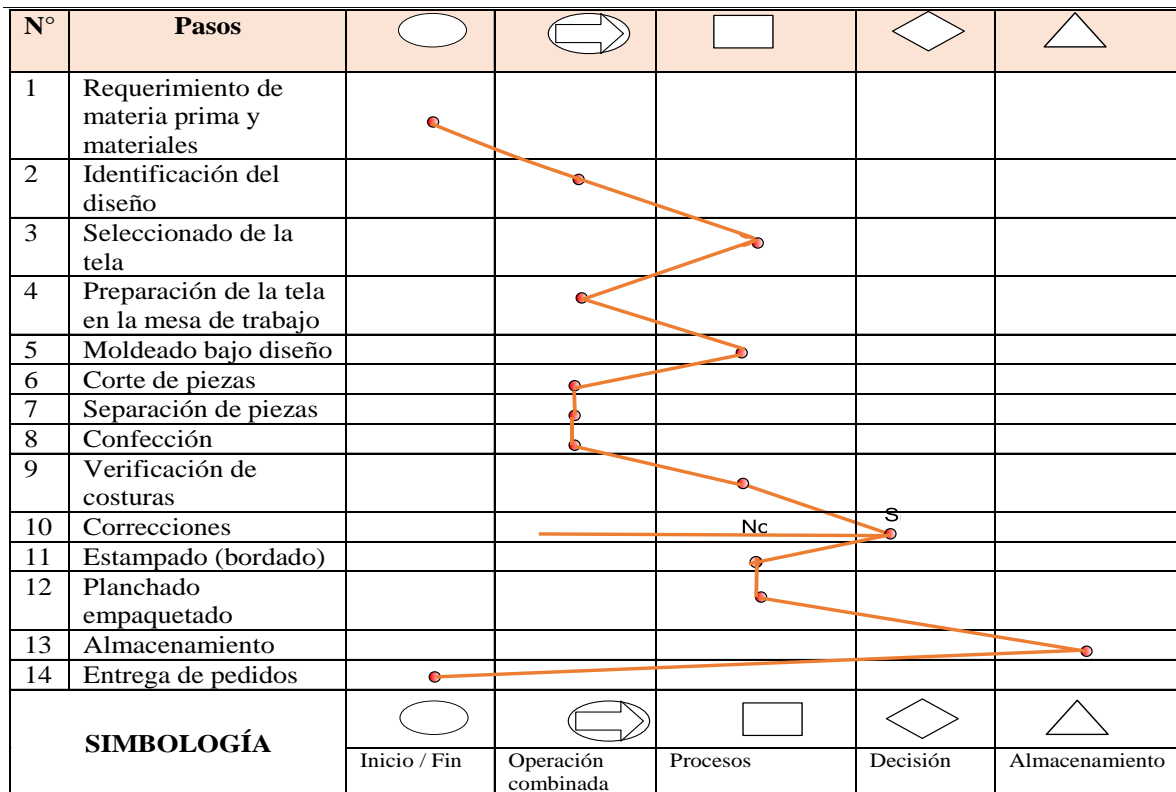 N° Pasos
1 Requerimiento de
materia prima y
materiales
2 Identificación del
diseño
3 Seleccionado de la
tela
4 Preparación de la tela
en la mesa de trabajo
5 Moldeado bajo diseño
6 Corte de piezas
7 Separación de piezas
8 Confección
9 Verificación de
costuras
10 Correcciones No S
11 Estampado (bordado)
12 Planchado
empaquetado
13 Almacenamiento
14 Entrega de pedidos
SIMBOLOGÍA
Inicio / Fin Operación Procesos Decisión Almacenamiento
combinada